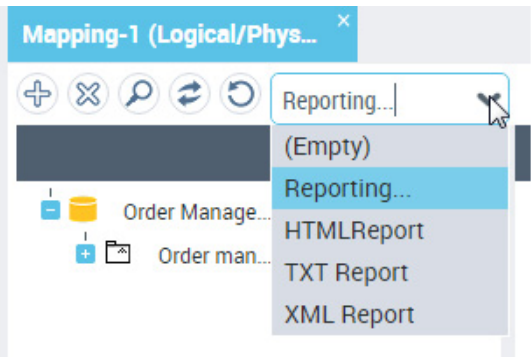 Mapping-1 (Logical/Phys...
Reporting...
(Empty)
Reporting...
HTMLReport
TXT Report
XML Report
Order Manage...
Order man...